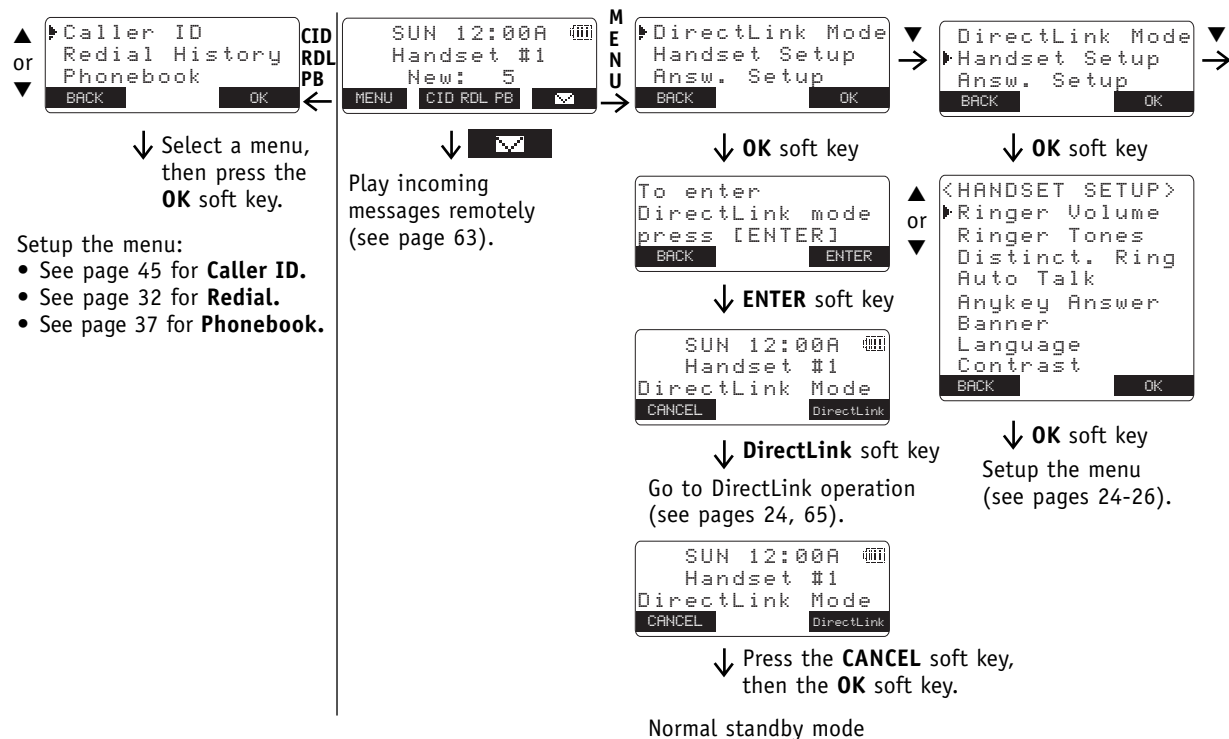 ▲
or
▼
Caller ID
Redial History
Phonebook
BACK OK
CID
RDL
PB
Select a menu,
then press the
OK soft key.
Setup the menu:
• See page 45 for Caller ID.
• See page 32 for Redial.
• See page 37 for Phonebook.
SUN 12:00A
Handset #1
New: 5
MENU CID RDL PB
Play incoming
messages remotely
(see page 63).
M
E
N
U
DirectLink Mode
Handset Setup
Answ. Setup
BACK OK
OK soft key
To enter
DirectLink mode
press [ENTER]
BACK ENTER
ENTER soft key
SUN 12:00A
Handset #1
DirectLink Mode
CANCEL DirectLink
DirectLink soft key
Go to DirectLink operation
(see pages 24, 65).
SUN 12:00A
Handset #1
DirectLink Mode
CANCEL DirectLink
Press the CANCEL soft key,
then the OK soft key.
Normal standby mode
▼
DirectLink Mode
Handset Setup
Answ. Setup
BACK OK
OK soft key
▲
or
▼
<HANDSET SETUP>
Ringer Volume
Ringer Tones
Distinct. Ring
Auto Talk
Anykey Answer
Banner
Language
Contrast
BACK OK
OK soft key
Setup the menu
(see pages 24-26).
▼